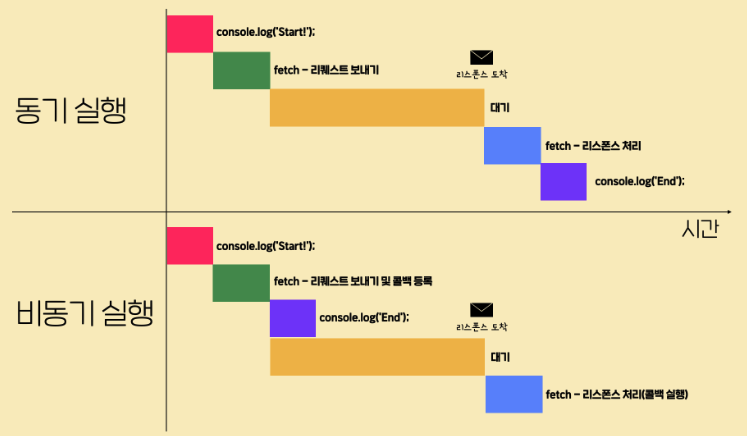 console.log('Start!');
fetch – 리퀘스트 보내기
리스폰스 도착
동기 실행
대기
fetch – 리스폰스 처리
console.log('End');
시간
console.log('Start!');
fetch – 리퀘스트 보내기 및 콜백 등록
비동기 실행
console.log('End');
리스폰스 도착
대기
fetch – 리스폰스 처리(콜백 실행)